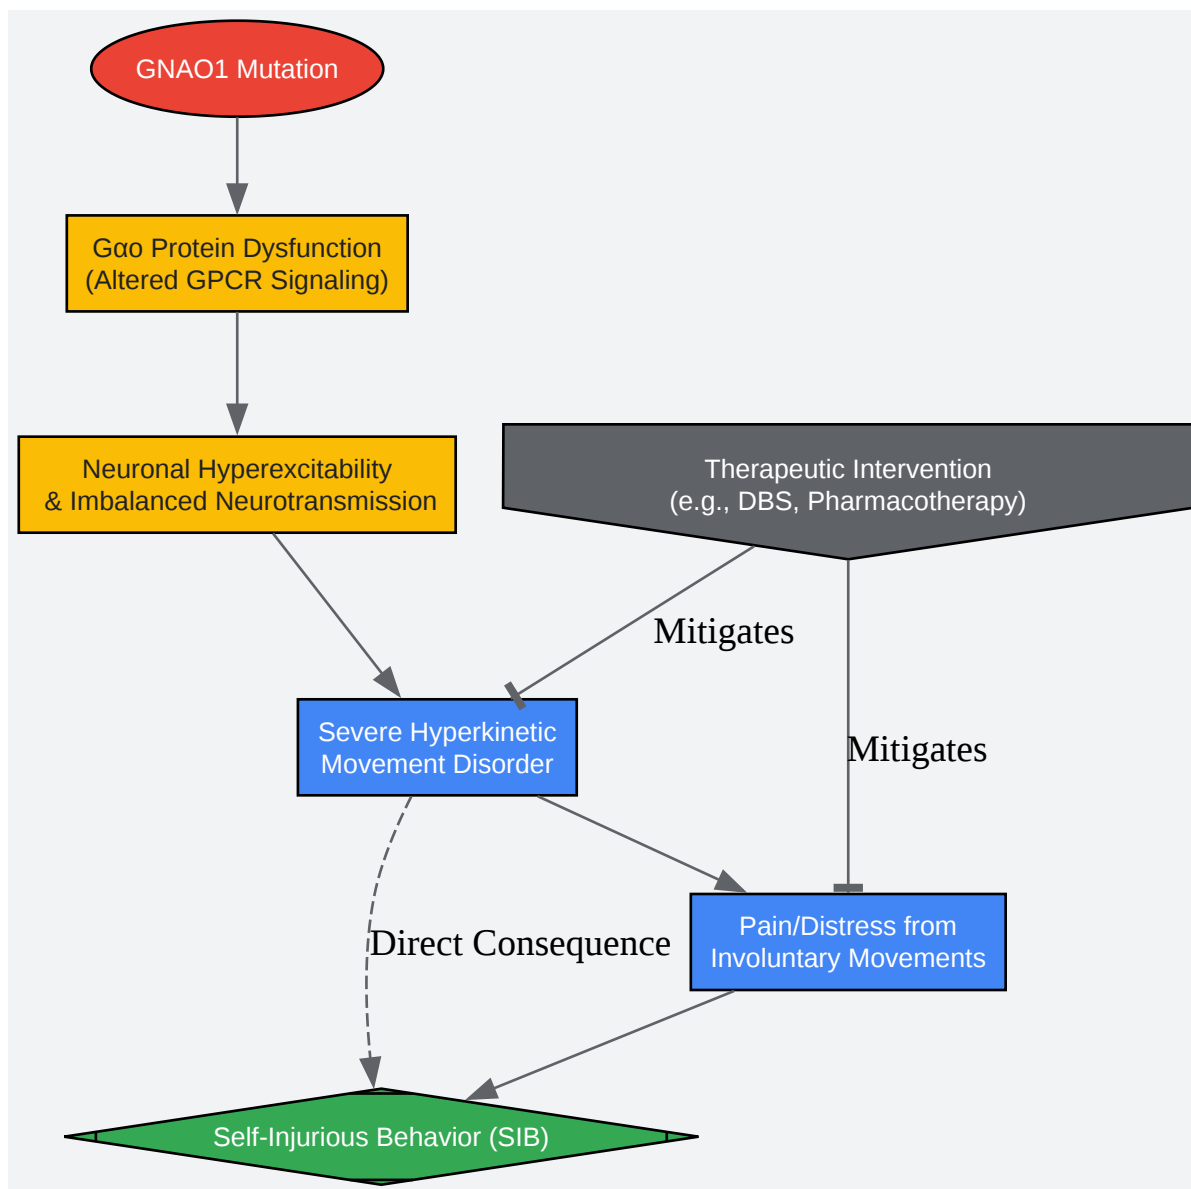 GNAO1 Mutation
Gαo Protein Dysfunction
(Altered GPCR Signaling)
Neuronal Hyperexcitability
& Imbalanced Neurotransmission
Therapeutic Intervention
(e.g., DBS, Pharmacotherapy)
Mitigates
Severe Hyperkinetic
Movement Disorder
Mitigates
Direct Consequence
Pain/Distress from
Involuntary Movements
Self-Injurious Behavior (SIB)